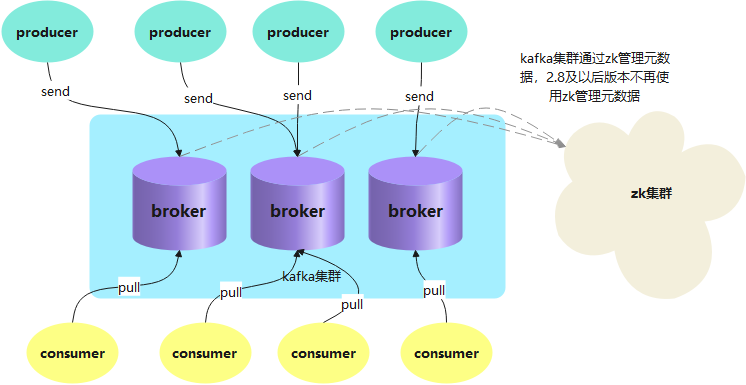 producer
producer
producer
producer
kafka集群通过zk管理元数
据，2.8及以后版本不再使
用zk管理元数据
send
send
send
send
zk集群
broker
broker
broker
kafka集群
pull
pull
pull
pull
consumer
consumer
consumer
consumer